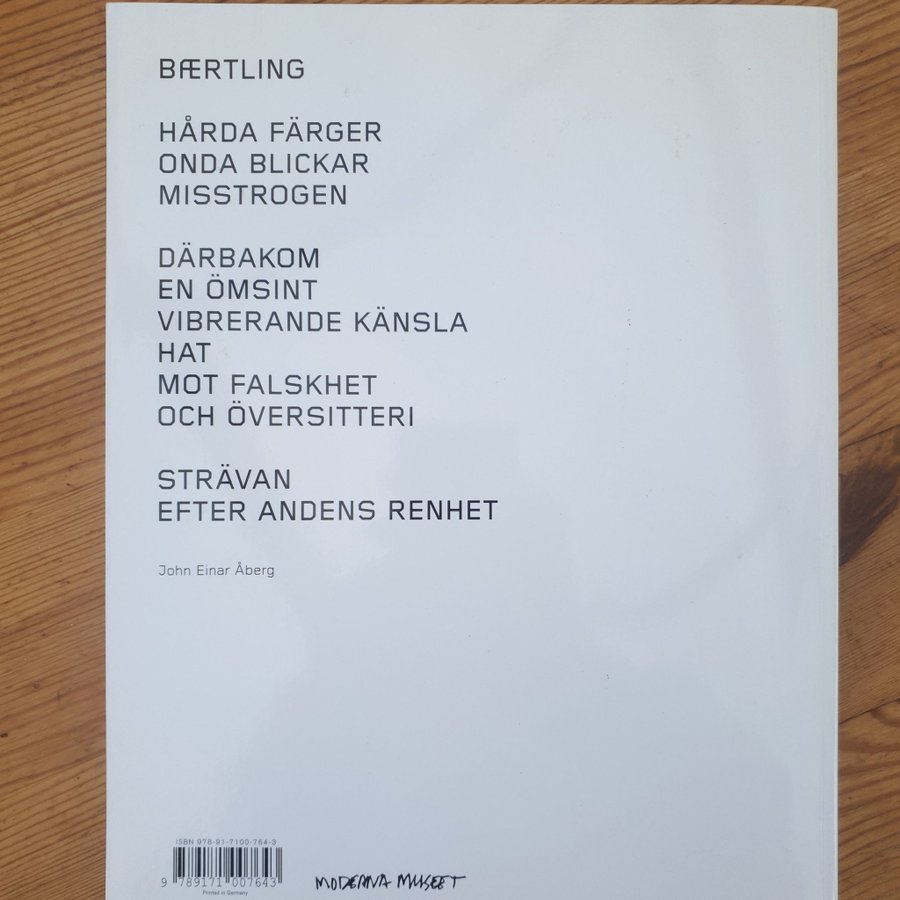 BÆRTLING
HÅRDA FÄRGER
ONDA BLICKAR
MISSTROGEN
DÄRBAKOM
EN ÖMSINT
VIBRERANDE KÄNSLA
HAT
MOT FALSKHET
OCH ÖVERSITTERI
STRÄVAN
EFTER ANDENS RENHET
John Einar Åberg
ISBN 978-91-7100-764-3
9 789171 007643
Printed in Germany
MODERNA MUSEET